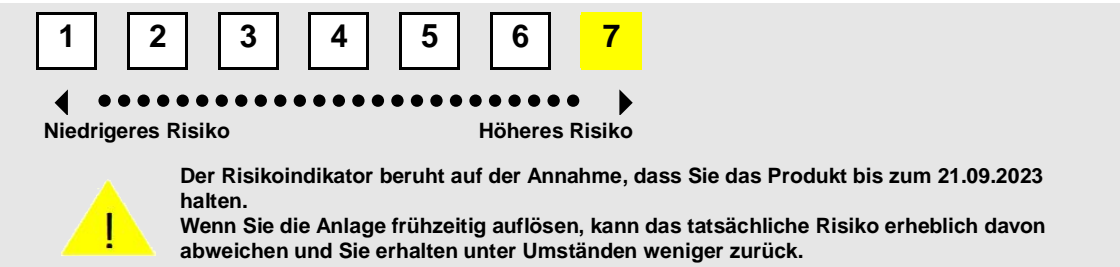 1 2 3 4 5 6 7
Niedrigeres Risiko Höheres Risiko
Der Risikoindikator beruht auf der Annahme, dass Sie das Produkt bis zum 21.09.2023
halten.
Wenn Sie die Anlage frühzeitig auflösen, kann das tatsächliche Risiko erheblich davon
abweichen und Sie erhalten unter Umständen weniger zurück.
!